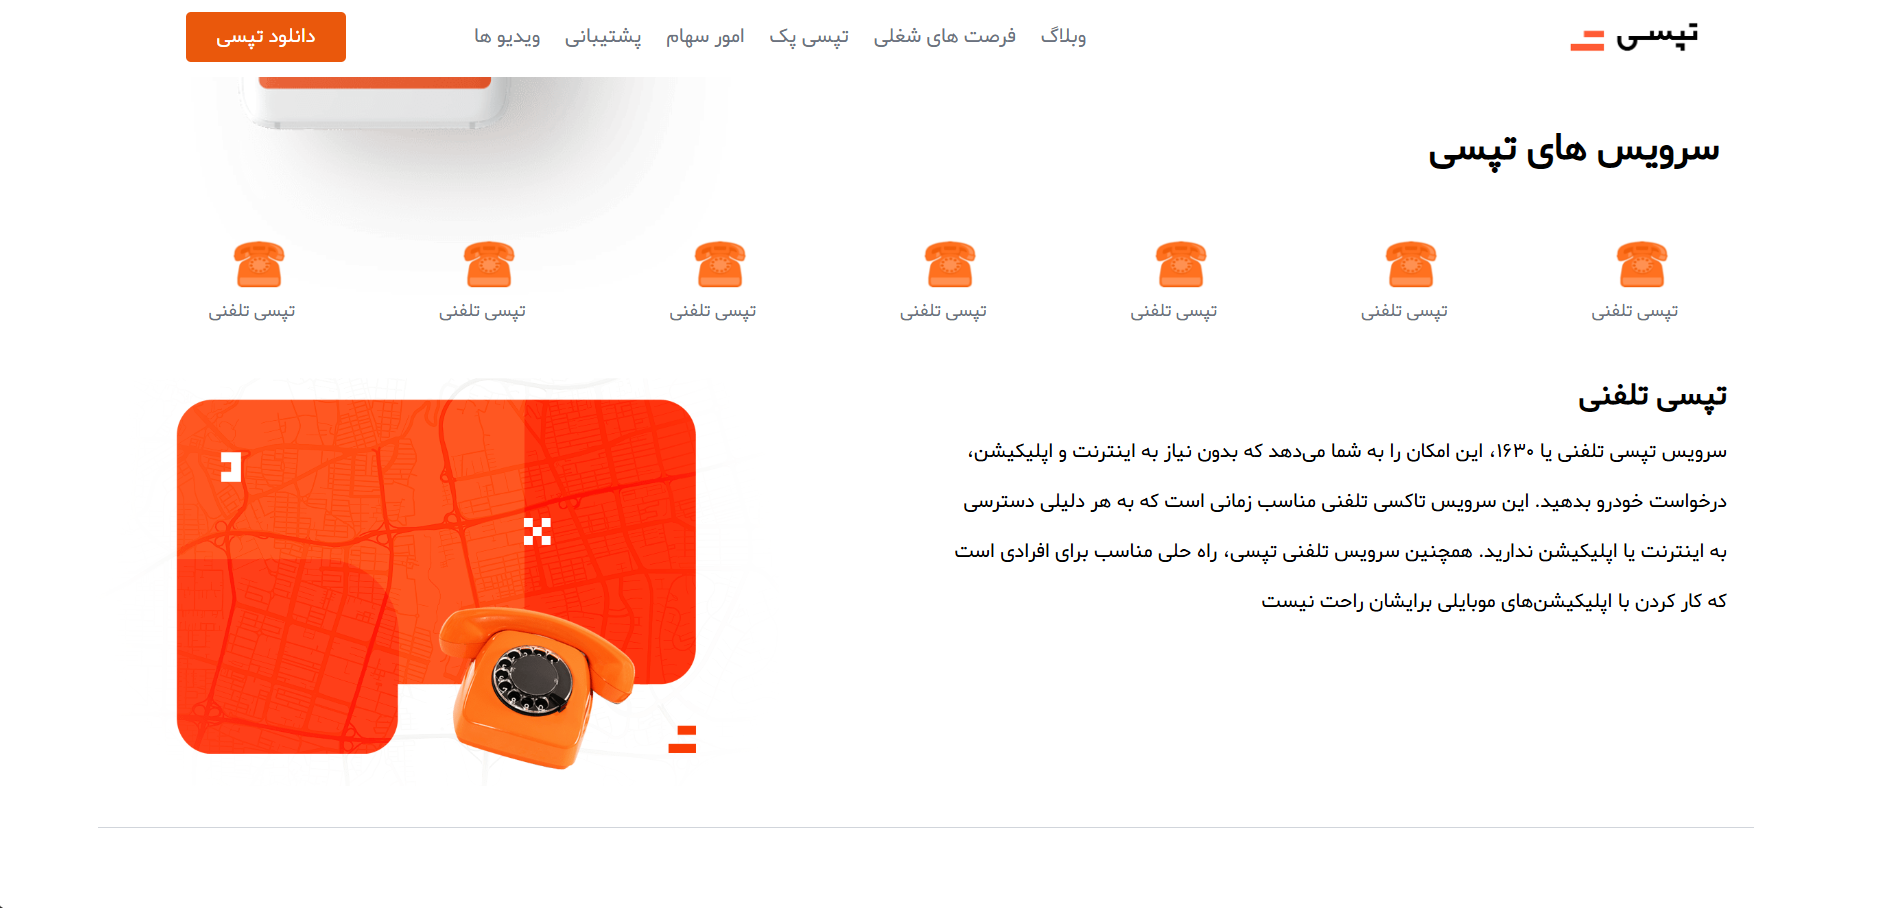 تپسی
وبلاگ
فرصت های شغلی
تپسی پک
امور سهام
پشتیبانی
ویدیو ها
دانلود تپسی
سرویس های تپسی
تپسی تلفنی
تپسی تلفنی
تپسی تلفنی
تپسی تلفنی
تپسی تلفنی
تپسی تلفنی
تپسی تلفنی
تپسی تلفنی
سرویس تپسی تلفنی یا ۱۶۳۰، این امکان را به شما می‌دهد که بدون نیاز به اینترنت و اپلیکیشن،
درخواست خودرو بدهید. این سرویس تاکسی تلفنی مناسب زمانی است که به هر دلیلی دسترسی
به اینترنت یا اپلیکیشن ندارید. همچنین سرویس تلفنی تپسی، راه حلی مناسب برای افرادی است
که کار کردن با اپلیکیشن‌های موبایلی برایشان راحت نیست